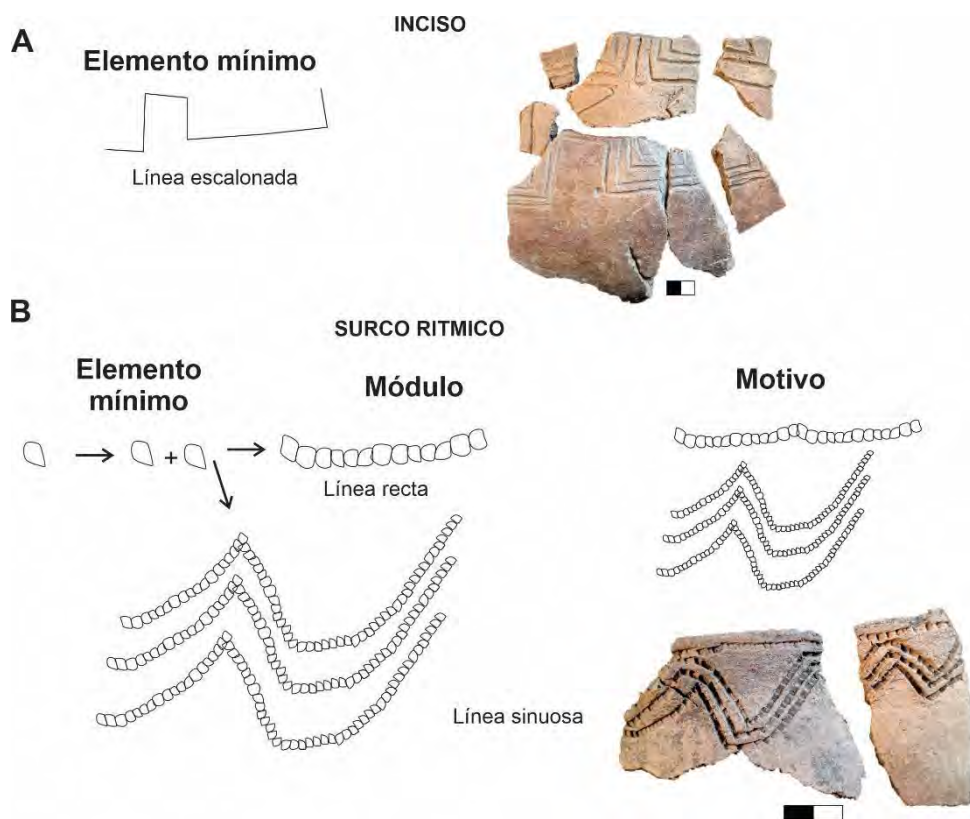 A
INCISO
Elemento mínimo
Línea escalonada
B
SURCO RITMICO
Elemento
mínimo
Módulo
Motivo
+
Línea recta
Línea sinuosa